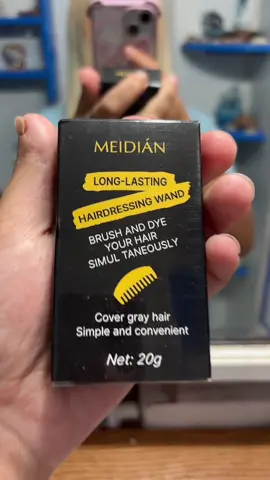 MEIDIÁN
LONG-LASTING
HAIRDRESSING WAND
BRUSH AND DYE
YOUR HAIR
SIMUL TANEOUSLY
Cover gray hair
Simple and convenient
Net: 20g